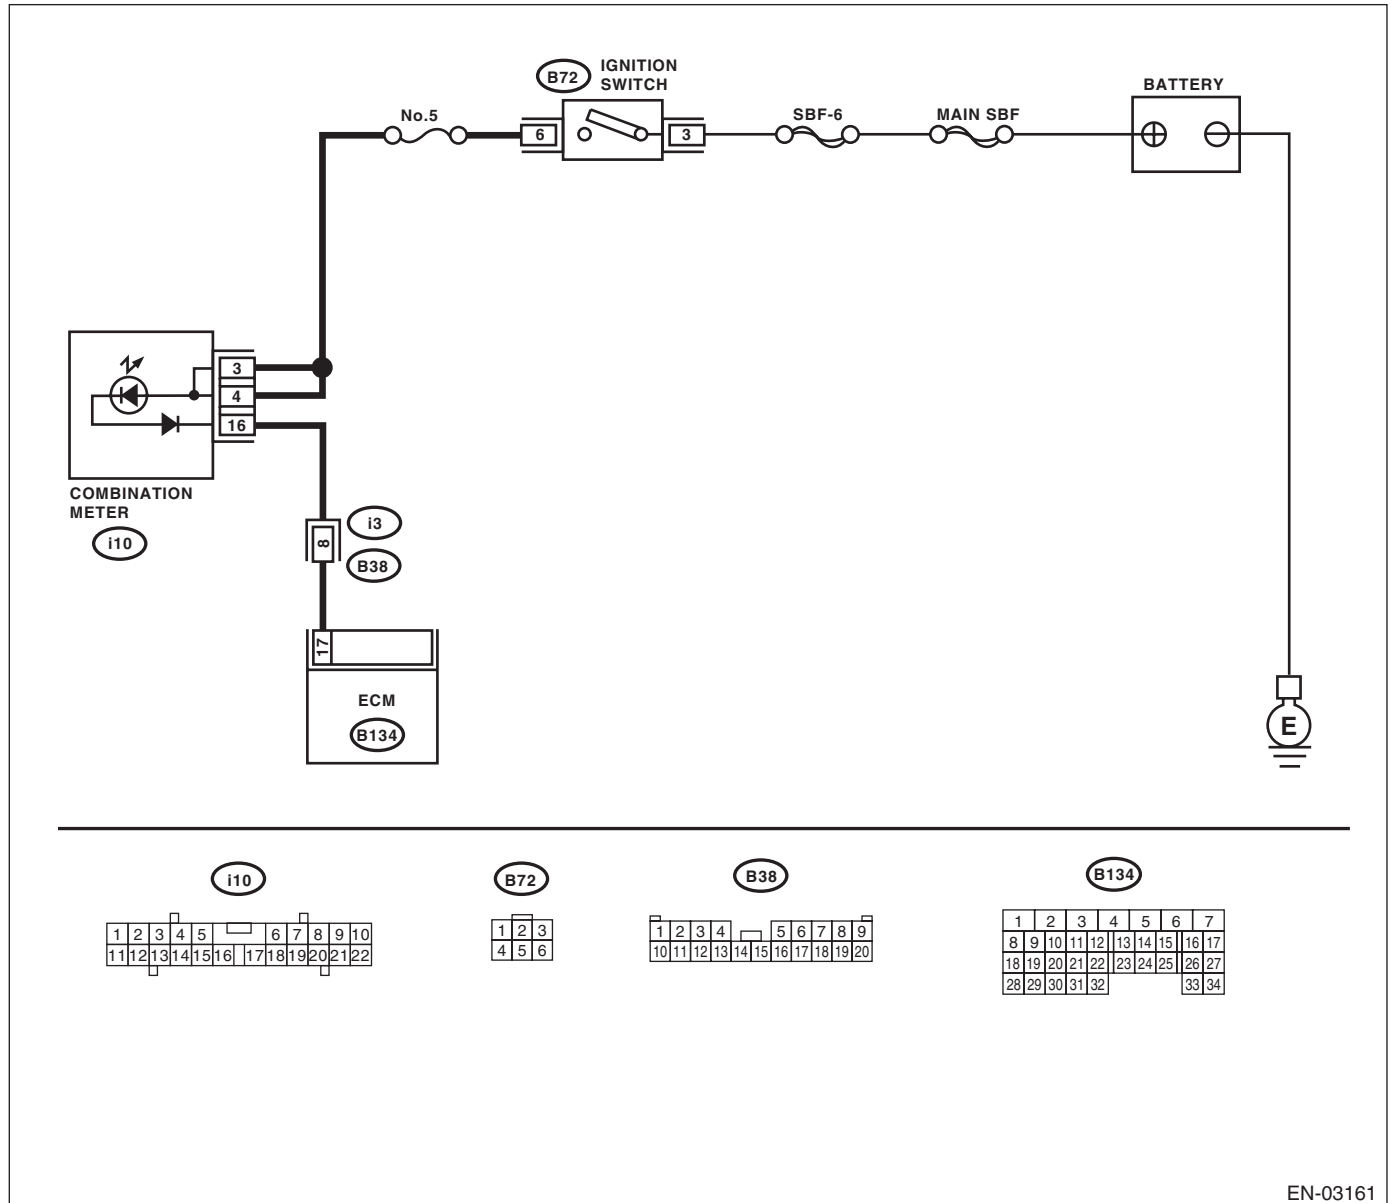 IGNITION
SWITCH
B72
BATTERY
No.5
6
3
SBF-6
MAIN SBF
3
4
16
COMBINATION
METER
i10
8
i3
B38
17
ECM
B134
E
i10
1 2 3 4 5 6 7 8 9 10
11 12 13 14 15 16 17 18 19 20 21 22
B72
1 2 3
4 5 6
B38
1 2 3 4 5 6 7 8 9
10 11 12 13 14 15 16 17 18 19 20
B134
1 2 3 4 5 6 7
8 9 10 11 12 13 14 15 16 17
18 19 20 21 22 23 24 25 26 27
28 29 30 31 32 33 34
EN-03161